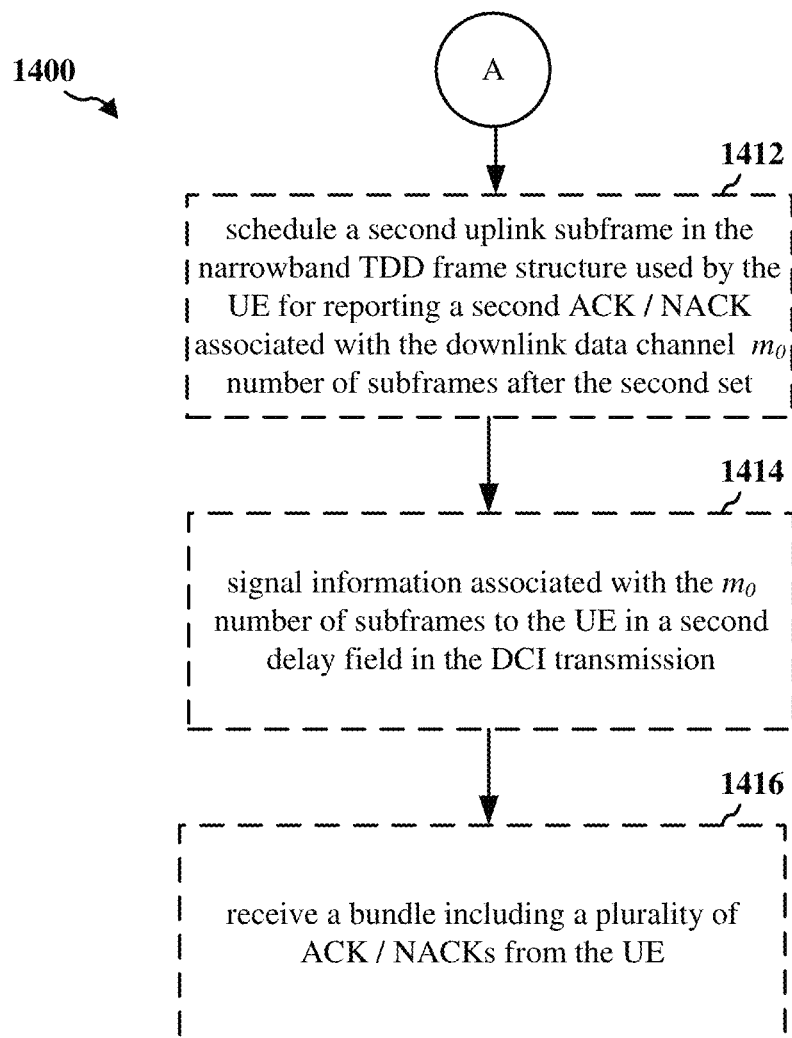 1400
A
1412
schedule a second uplink subframe in the
narrowband TDD frame structure used by the
UE for reporting a second ACK / NACK
associated with the downlink data channel m0
number of subframes after the second set
1414
signal information associated with the m0
number of subframes to the UE in a second
delay field in the DCI transmission
1416
receive a bundle including a plurality of
ACK / NACKs from the UE